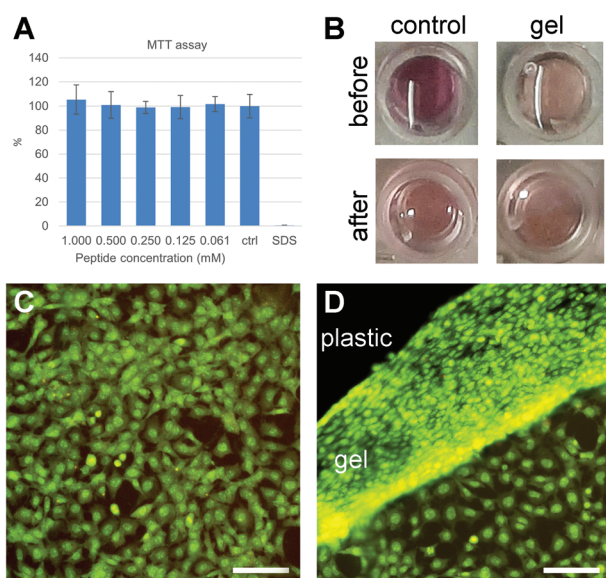 A
MTT assay
140
120
100
80
60
40
20
0
%
1.000 0.500 0.250 0.125 0.061 ctrl SDS
Peptide concentration (mM)
B
control gel
before
after
C
D
plastic
gel